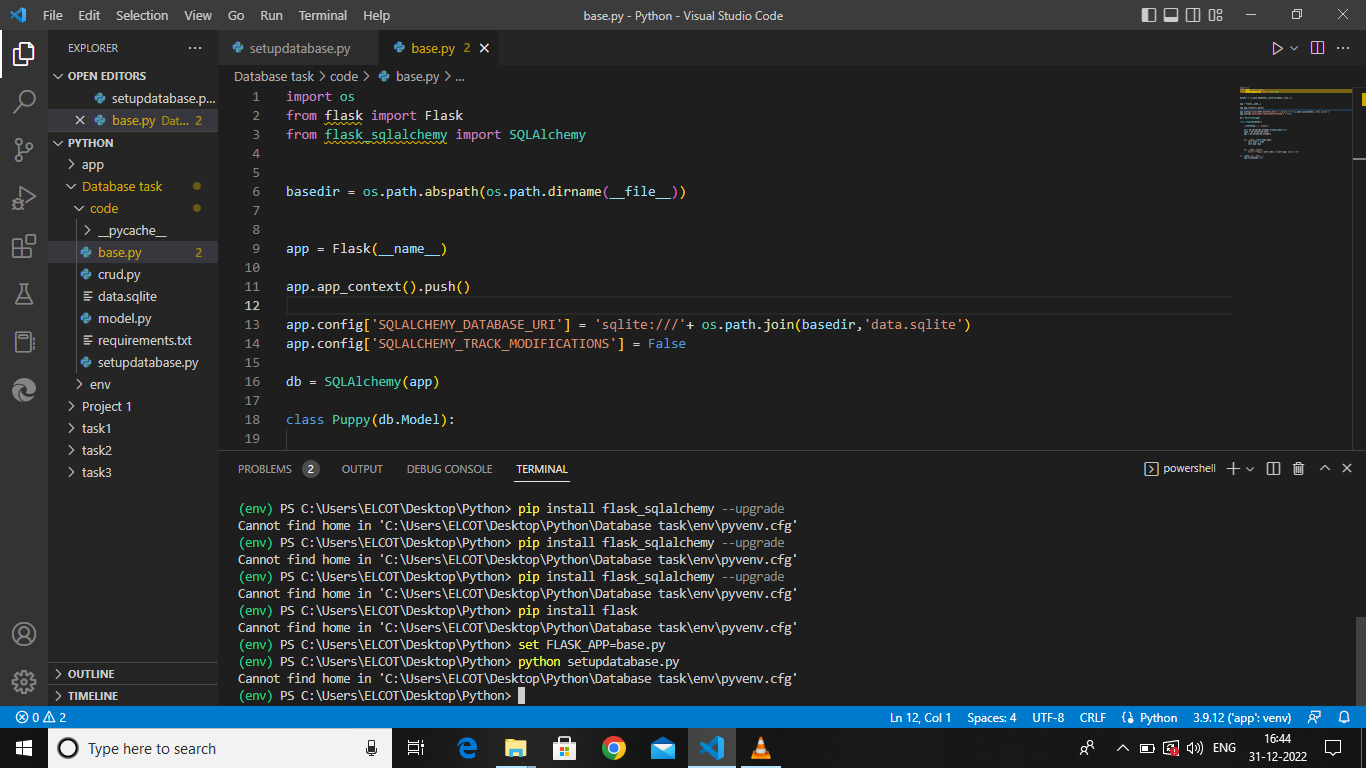 File Edit Selection View Go Run Terminal Help
base.py - Python - Visual Studio Code
EXPLORER
OPEN EDITORS
setupdatabase.p...
base.py Dat... 2
PYTHON
app
Database task
code
__pycache__
base.py 2
crud.py
data.sqlite
model.py
requirements.txt
setupdatabase.py
env
Project 1
task1
task2
task3
OUTLINE
TIMELINE
setupdatabase.py
base.py 2
Database task > code > base.py > ...
1 import os
2 from flask import Flask
3 from flask_sqlalchemy import SQLAlchemy
4
5
6 basedir = os.path.abspath(os.path.dirname(__file__))
7
8
9 app = Flask(__name__)
10
11 app.app_context().push()
12
13 app.config['SQLALCHEMY_DATABASE_URI'] = 'sqlite:///'+ os.path.join(basedir,'data.sqlite')
14 app.config['SQLALCHEMY_TRACK_MODIFICATIONS'] = False
15
16 db = SQLAlchemy(app)
17
18 class Puppy(db.Model):
19
PROBLEMS 2 OUTPUT DEBUG CONSOLE TERMINAL
powershell
(env) PS C:\Users\ELCOT\Desktop\Python> pip install flask_sqlalchemy --upgrade
Cannot find home in 'C:\Users\ELCOT\Desktop\Python\Database task\env\pyvenv.cfg'
(env) PS C:\Users\ELCOT\Desktop\Python> pip install flask_sqlalchemy --upgrade
Cannot find home in 'C:\Users\ELCOT\Desktop\Python\Database task\env\pyvenv.cfg'
(env) PS C:\Users\ELCOT\Desktop\Python> pip install flask_sqlalchemy --upgrade
Cannot find home in 'C:\Users\ELCOT\Desktop\Python\Database task\env\pyvenv.cfg'
(env) PS C:\Users\ELCOT\Desktop\Python> pip install flask
Cannot find home in 'C:\Users\ELCOT\Desktop\Python\Database task\env\pyvenv.cfg'
(env) PS C:\Users\ELCOT\Desktop\Python> set FLASK_APP=base.py
(env) PS C:\Users\ELCOT\Desktop\Python> python setupdatabase.py
Cannot find home in 'C:\Users\ELCOT\Desktop\Python\Database task\env\pyvenv.cfg'
(env) PS C:\Users\ELCOT\Desktop\Python>
0 2
Ln 12, Col 1 Spaces: 4 UTF-8 CRLF Python 3.9.12 ('app': venv)
Type here to search
ENG
16:44
31-12-2022